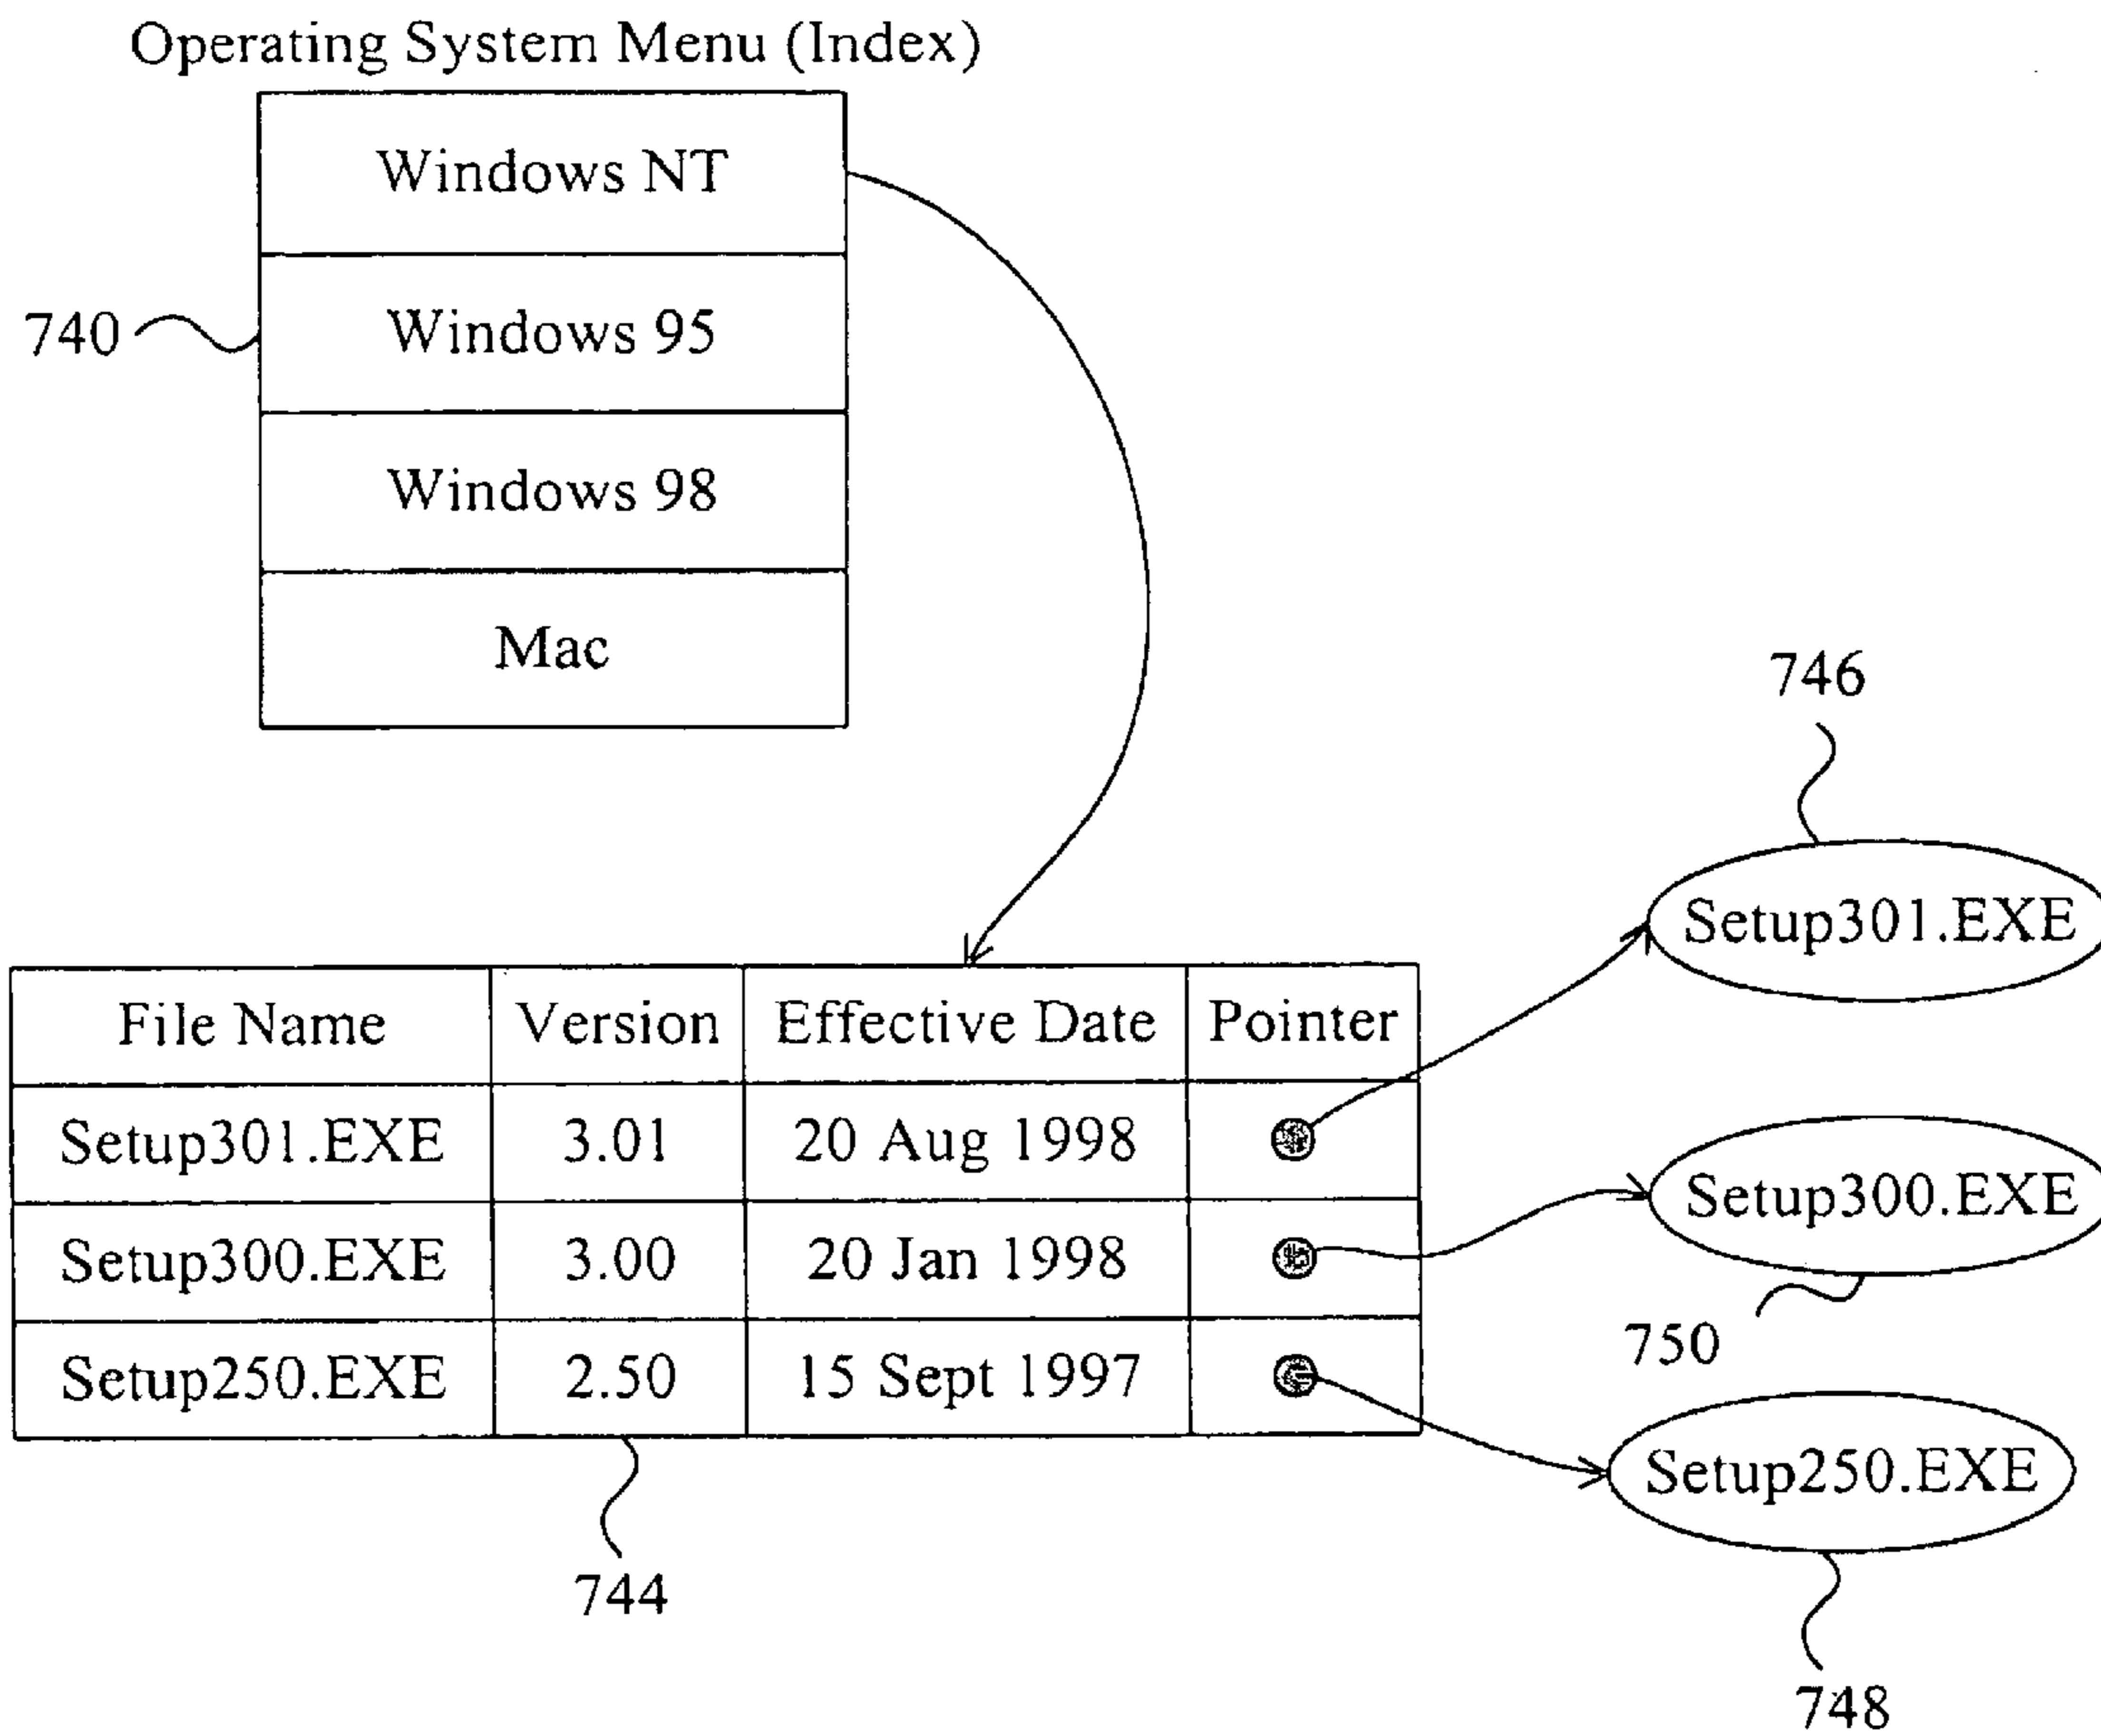 Operating System Menu (Index)
Windows NT
740
Windows 95
Windows 98
Mac
746
Setup301.EXE
File Name Version Effective Date Pointer
Setup301.EXE 3.01 20 Aug 1998
Setup300.EXE
Setup300.EXE 3.00 20 Jan 1998
750
Setup250.EXE 2.50 15 Sept 1997
Setup250.EXE
744
748